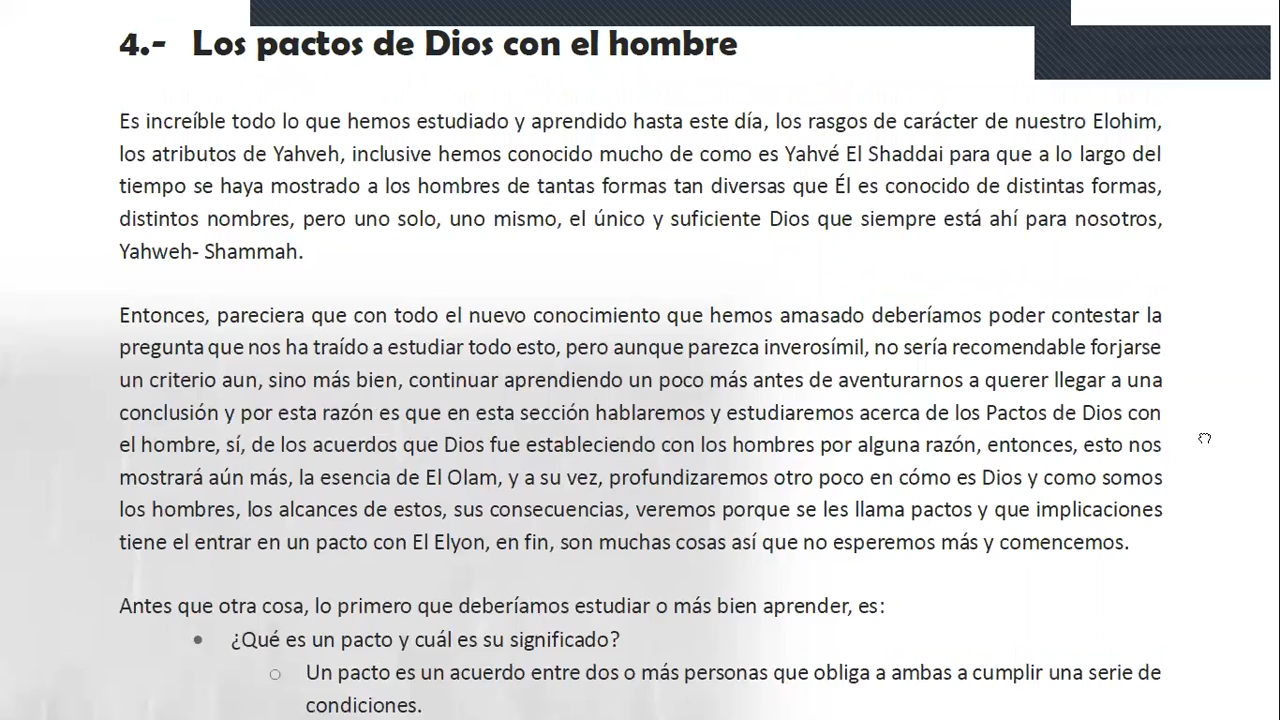 4.- Los pactos de Dios con el hombre
Es increíble todo lo que hemos estudiado y aprendido hasta este día, los rasgos de carácter de nuestro Elohim,
los atributos de Yahveh, inclusive hemos conocido mucho de como es Yahvé El Shaddai para que a lo largo del
tiempo se haya mostrado a los hombres de tantas formas tan diversas que Él es conocido de distintas formas,
distintos nombres, pero uno solo, uno mismo, el único y suficiente Dios que siempre está ahí para nosotros,
Yahweh- Shammah.
Entonces, pareciera que con todo el nuevo conocimiento que hemos amasado deberíamos poder contestar la
pregunta que nos ha traído a estudiar todo esto, pero aunque parezca inverosímil, no sería recomendable forjarse
un criterio aun, sino más bien, continuar aprendiendo un poco más antes de aventurarnos a querer llegar a una
conclusión y por esta razón es que en esta sección hablaremos y estudiaremos acerca de los Pactos de Dios con
el hombre, sí, de los acuerdos que Dios fue estableciendo con los hombres por alguna razón, entonces, esto nos
mostrará aún más, la esencia de El Olam, y a su vez, profundizaremos otro poco en cómo es Dios y como somos
los hombres, los alcances de estos, sus consecuencias, veremos porque se les llama pactos y que implicaciones
tiene el entrar en un pacto con El Elyon, en fin, son muchas cosas así que no esperemos más y comencemos.
Antes que otra cosa, lo primero que deberíamos estudiar o más bien aprender, es:
• ¿Qué es un pacto y cuál es su significado?
o Un pacto es un acuerdo entre dos o más personas que obliga a ambas a cumplir una serie de
condiciones.